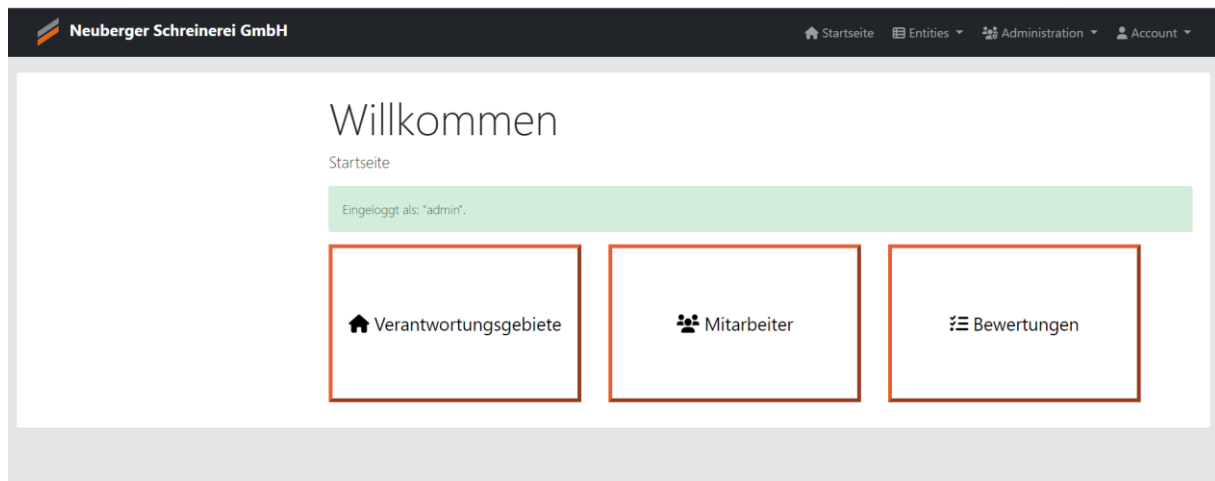 Neuberger Schreinerei GmbH
Startseite
Entities
Administration
Account
Willkommen
Startseite
Eingeloggt als: "admin".
Verantwortungsgebiete
Mitarbeiter
Bewertungen